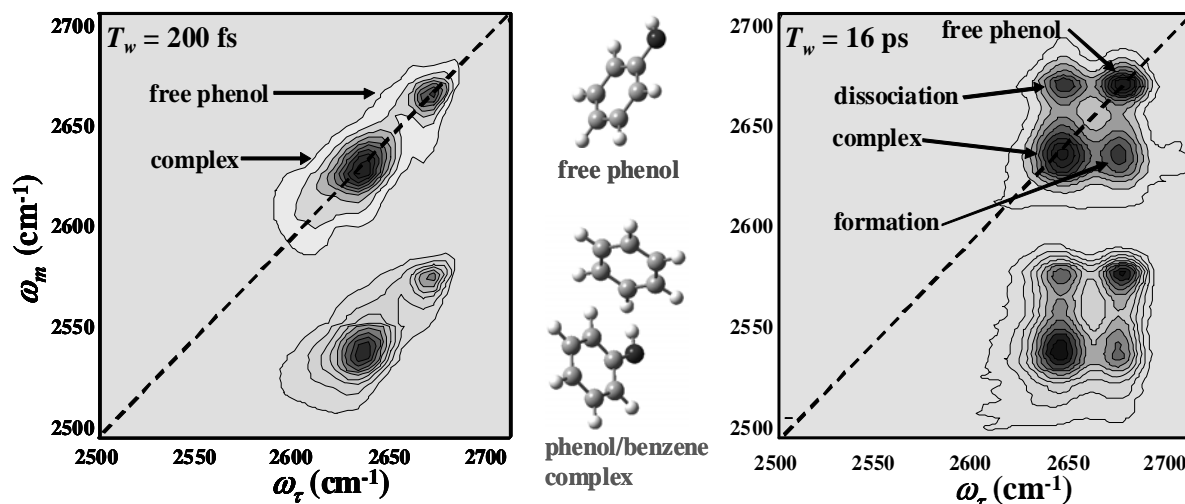 2700
T_w = 200 fs
free phenol
2650
complex
2600
ω_m (cm⁻¹)
2550
2500
2500 2550 2600 2650 2700
ω_τ (cm⁻¹)
free phenol
phenol/benzene
complex
2700
T_w = 16 ps
free phenol
dissociation
2650
complex
2600
formation
2550
2500
2500 2550 2600 2650 2700
ω_τ (cm⁻¹)